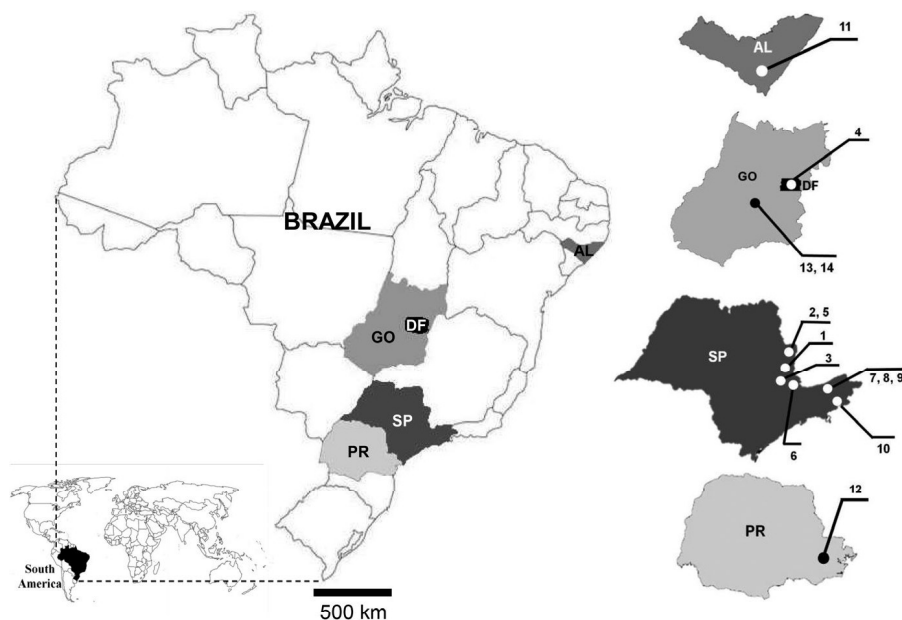 BRAZIL
AL
GO
DF
SP
PR
South
America
500 km
AL
11
4
GO
DF
13, 14
SP
2, 5
1
3
7, 8, 9
6
10
PR
12